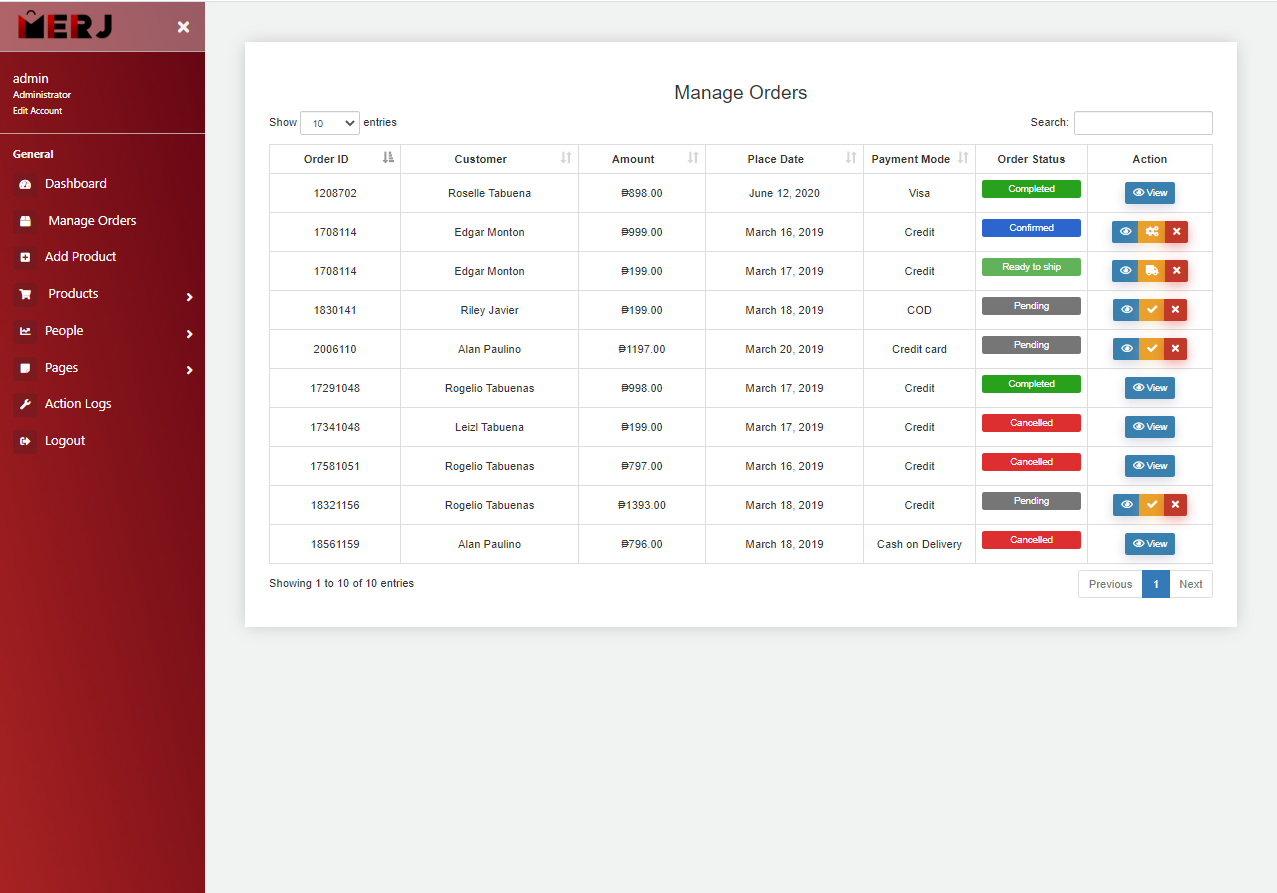 MERJ
admin
Administrator
Edit Account
General
Dashboard
Manage Orders
Add Product
Products
People
Pages
Action Logs
Logout
Manage Orders
Show 10 entries Search:
Order ID Customer Amount Place Date Payment Mode Order Status Action
1208702 Roselle Tabuena ₱898.00 June 12, 2020 Visa Completed View
1708114 Edgar Monton ₱999.00 March 16, 2019 Credit Confirmed
1708114 Edgar Monton ₱199.00 March 17, 2019 Credit Ready to ship
1830141 Riley Javier ₱199.00 March 18, 2019 COD Pending
2006110 Alan Paulino ₱1197.00 March 20, 2019 Credit card Pending
17291048 Rogelio Tabuenas ₱998.00 March 17, 2019 Credit Completed View
17341048 Leizl Tabuena ₱199.00 March 17, 2019 Credit Cancelled View
17581051 Rogelio Tabuenas ₱797.00 March 16, 2019 Credit Cancelled View
18321156 Rogelio Tabuenas ₱1393.00 March 18, 2019 Credit Pending
18561159 Alan Paulino ₱796.00 March 18, 2019 Cash on Delivery Cancelled View
Showing 1 to 10 of 10 entries Previous 1 Next